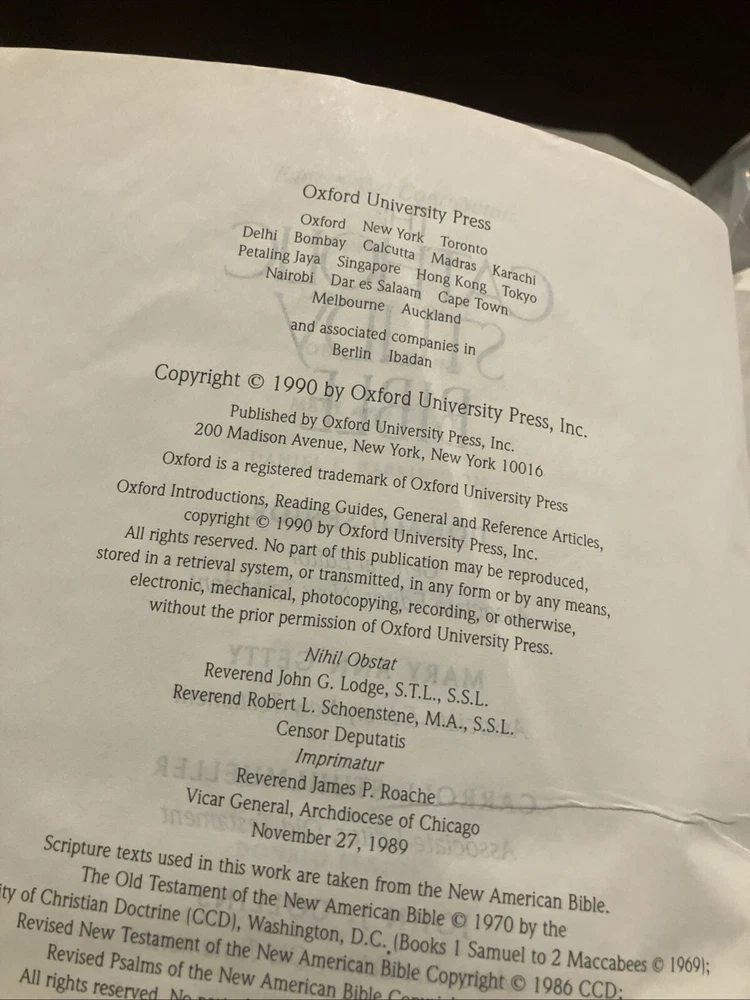 Oxford University Press
Oxford New York Toronto
Delhi Bombay Calcutta Madras Karachi
Petaling Jaya Singapore Hong Kong Tokyo
Nairobi Dar es Salaam Cape Town
Melbourne Auckland
and associated companies in
Berlin Ibadan
Copyright © 1990 by Oxford University Press, Inc.
Published by Oxford University Press, Inc.
200 Madison Avenue, New York, New York 10016
Oxford is a registered trademark of Oxford University Press
Oxford Introductions, Reading Guides, General and Reference Articles,
copyright © 1990 by Oxford University Press, Inc.
All rights reserved. No part of this publication may be reproduced,
stored in a retrieval system, or transmitted, in any form or by any means,
electronic, mechanical, photocopying, recording, or otherwise,
without the prior permission of Oxford University Press.
Nihil Obstat
Reverend John G. Lodge, S.T.L., S.S.L.
Reverend Robert L. Schoenstene, M.A., S.S.L.
Censor Deputatis
Imprimatur
Reverend James P. Roache
Vicar General, Archdiocese of Chicago
November 27, 1989
Scripture texts used in this work are taken from the New American Bible.
The Old Testament of the New American Bible © 1970 by the
ity of Christian Doctrine (CCD), Washington, D.C. (Books 1 Samuel to 2 Maccabees © 1969);
Revised New Testament of the New American Bible Copyright © 1986 CCD;
Revised Psalms of the New American Bible
All rights reserved. No